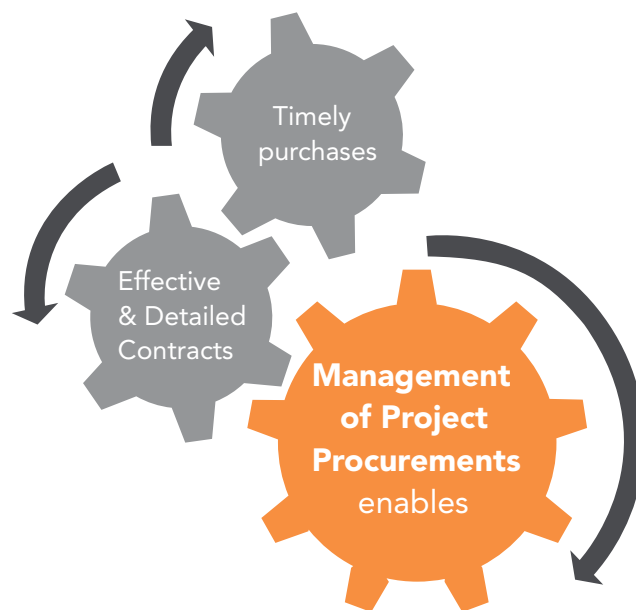 Timely
purchases
Effective
& Detailed
Contracts
Management
of Project
Procurements
enables